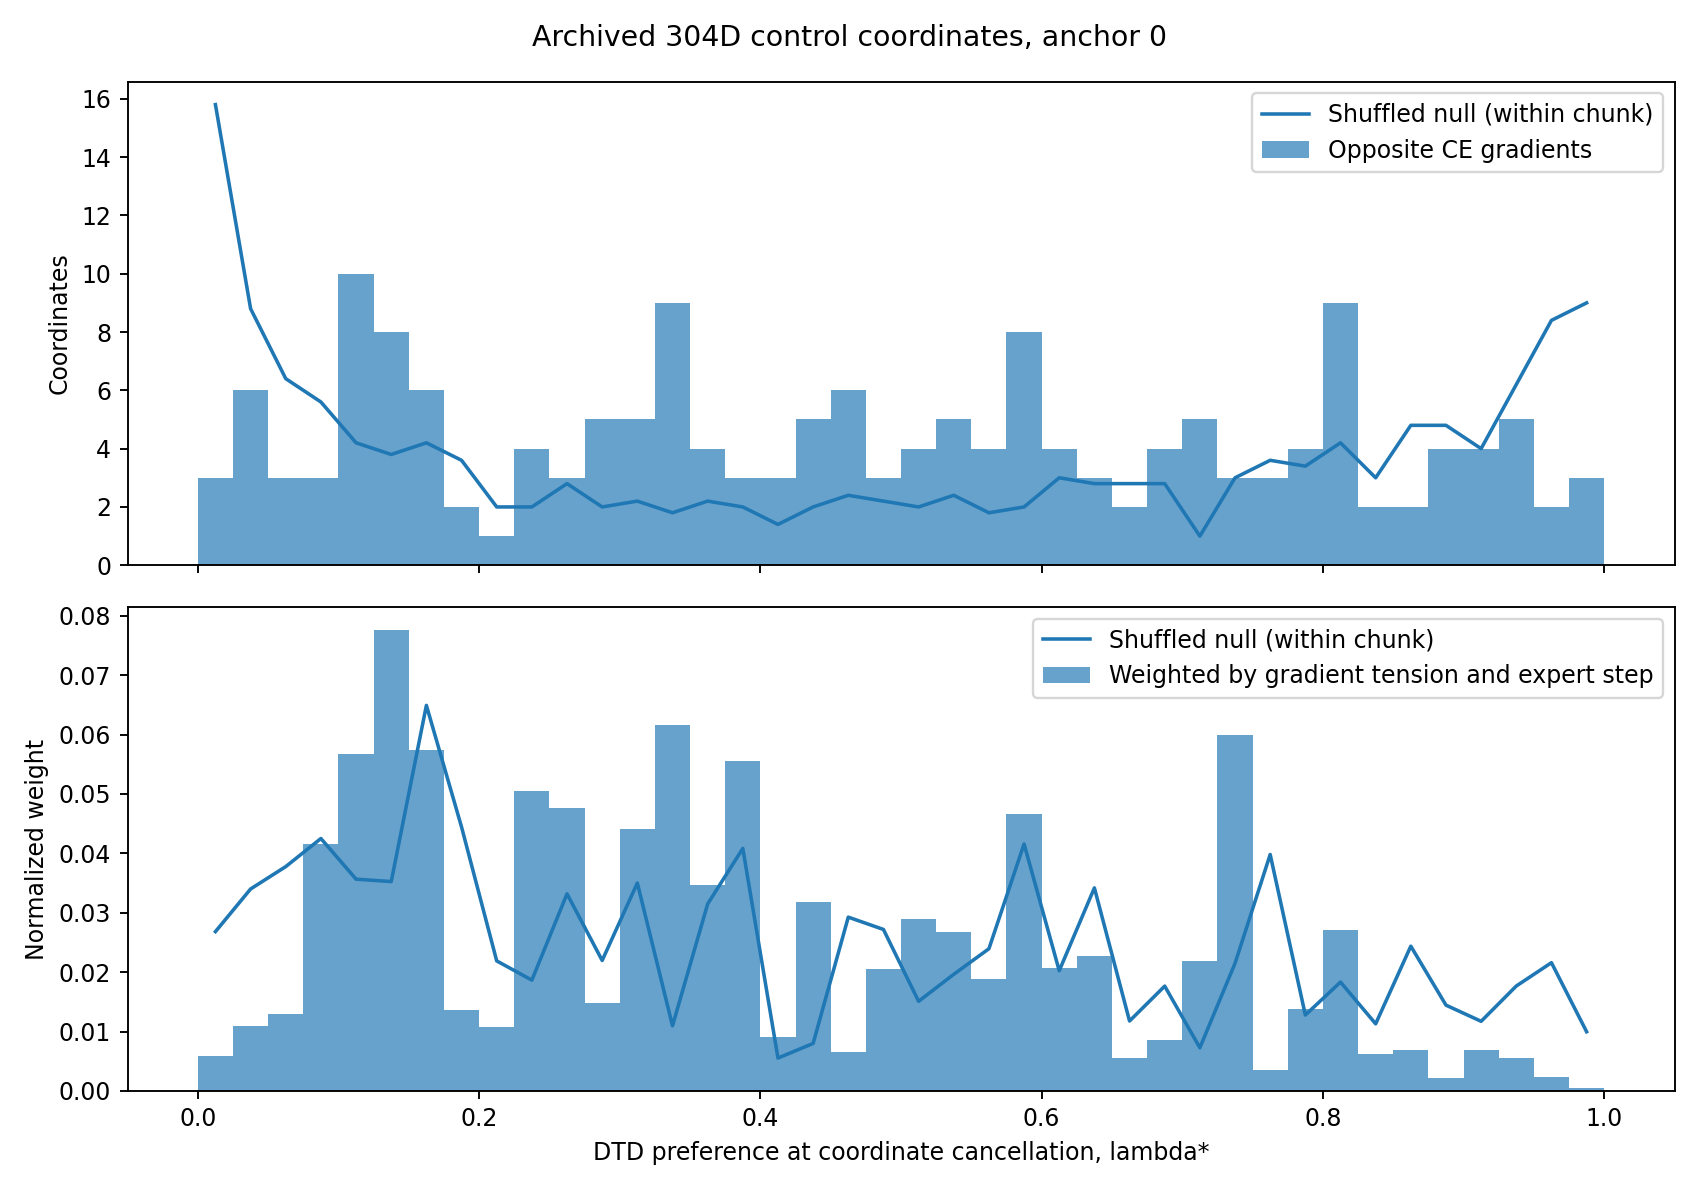 Archived 304D control coordinates, anchor 0
Coordinates
16
14
12
10
8
6
4
2
0
Shuffled null (within chunk)
Opposite CE gradients
Normalized weight
0.08
0.07
0.06
0.05
0.04
0.03
0.02
0.01
0.00
Shuffled null (within chunk)
Weighted by gradient tension and expert step
0.0 0.2 0.4 0.6 0.8 1.0
DTD preference at coordinate cancellation, lambda*